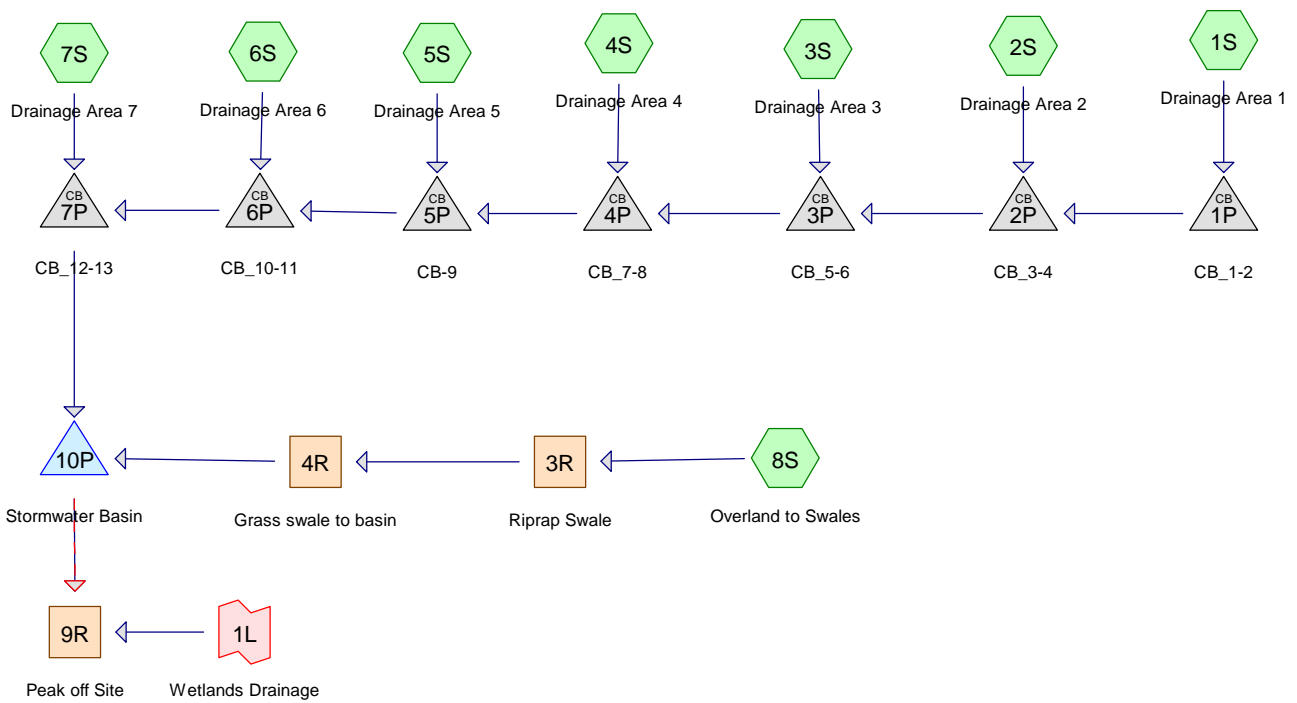 7S
6S
5S
4S
3S
2S
1S
Drainage Area 7
Drainage Area 6
Drainage Area 5
Drainage Area 4
Drainage Area 3
Drainage Area 2
Drainage Area 1
CB
7P
CB
6P
CB
5P
CB
4P
CB
3P
CB
2P
CB
1P
CB_12-13
CB_10-11
CB-9
CB_7-8
CB_5-6
CB_3-4
CB_1-2
10P
4R
3R
8S
Stormwater Basin
Grass swale to basin
Riprap Swale
Overland to Swales
9R
1L
Peak off Site
Wetlands Drainage